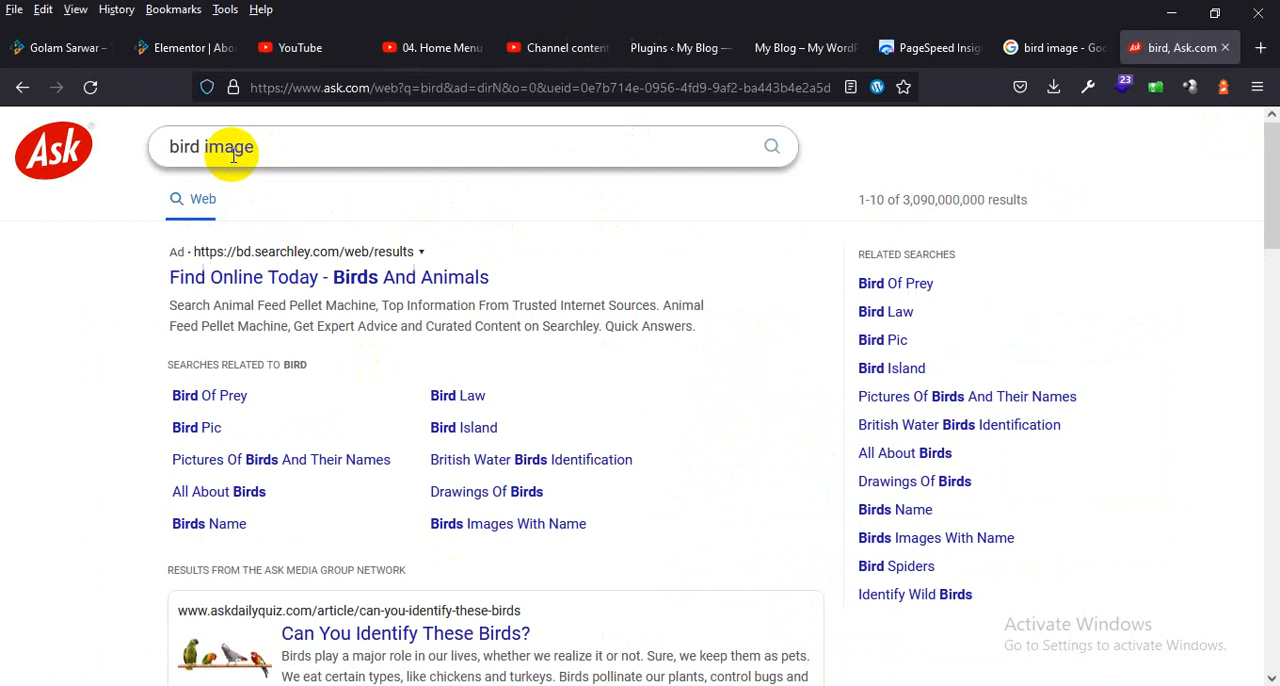 File Edit View History Bookmarks Tools Help
Golam Sarwar –
Elementor | Abo
YouTube
04. Home Menu
Channel content
Plugins ‹ My Blog —
My Blog – My WordP
PageSpeed Insig
bird image - Goo
bird, Ask.com
https://www.ask.com/web?q=bird&ad=dirN&o=0&ueid=0e7b714e-0956-4fd9-9af2-ba443b4e2a5d
23
Ask
bird image
Web
1-10 of 3,090,000,000 results
Ad · https://bd.searchley.com/web/results
Find Online Today - Birds And Animals
Search Animal Feed Pellet Machine, Top Information From Trusted Internet Sources. Animal
Feed Pellet Machine, Get Expert Advice and Curated Content on Searchley. Quick Answers.
SEARCHES RELATED TO BIRD
Bird Of Prey
Bird Law
Bird Pic
Bird Island
Pictures Of Birds And Their Names
British Water Birds Identification
All About Birds
Drawings Of Birds
Birds Name
Birds Images With Name
RESULTS FROM THE ASK MEDIA GROUP NETWORK
www.askdailyquiz.com/article/can-you-identify-these-birds
Can You Identify These Birds?
Birds play a major role in our lives, whether we realize it or not. Sure, we keep them as pets.
We eat certain types, like chickens and turkeys. Birds pollinate our plants, control bugs and
RELATED SEARCHES
Bird Of Prey
Bird Law
Bird Pic
Bird Island
Pictures Of Birds And Their Names
British Water Birds Identification
All About Birds
Drawings Of Birds
Birds Name
Birds Images With Name
Bird Spiders
Identify Wild Birds
Activate Windows
Go to Settings to activate Windows.